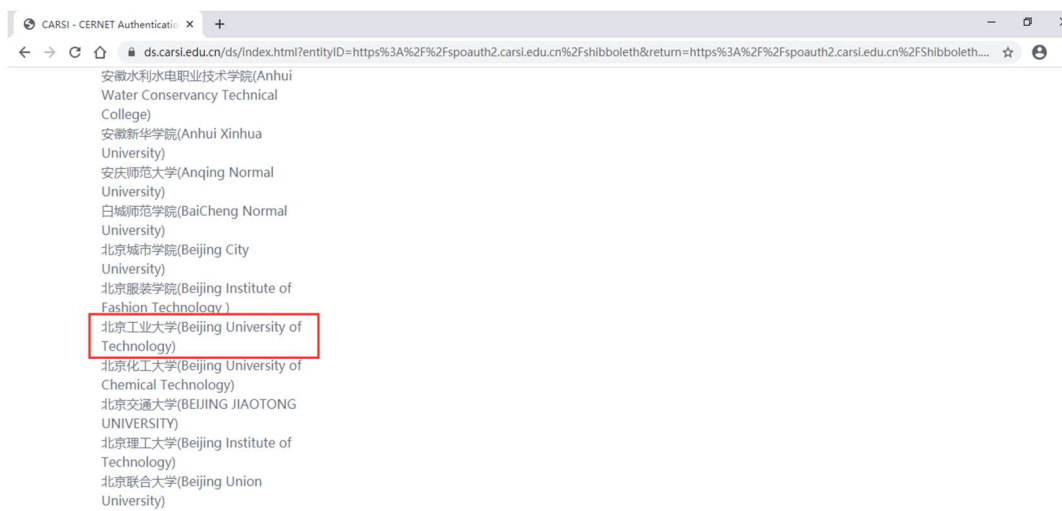 CARSI - CERNET Authenticatio
ds.carsi.edu.cn/ds/index.html?entityID=https%3A%2F%2Fspoauth2.carsi.edu.cn%2Fshibboleth&return=https%3A%2F%2Fspoauth2.carsi.edu.cn%2FShibboleth....
安徽水利水电职业技术学院(Anhui
Water Conservancy Technical
College)
安徽新华学院(Anhui Xinhua
University)
安庆师范大学(Anqing Normal
University)
白城师范学院(BaiCheng Normal
University)
北京城市学院(Beijing City
University)
北京服装学院(Beijing Institute of
Fashion Technology )
北京工业大学(Beijing University of
Technology)
北京化工大学(Beijing University of
Chemical Technology)
北京交通大学(BEIJING JIAOTONG
UNIVERSITY)
北京理工大学(Beijing Institute of
Technology)
北京联合大学(Beijing Union
University)